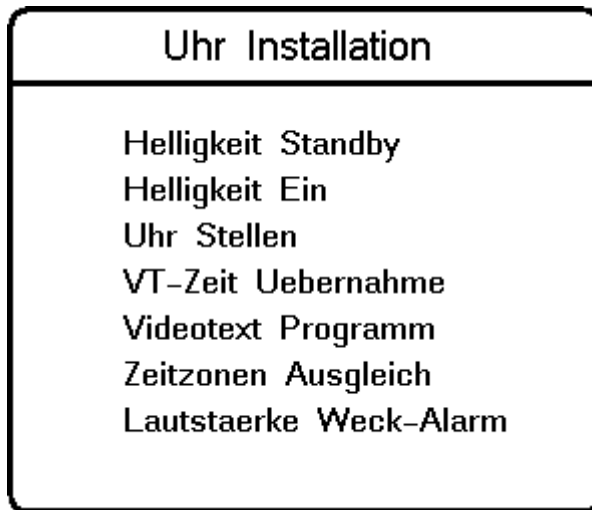 Uhr Installation
Helligkeit Standby
Helligkeit Ein
Uhr Stellen
VT-Zeit Uebernahme
Videotext Programm
Zeitzonen Ausgleich
Lautstaerke Weck-Alarm